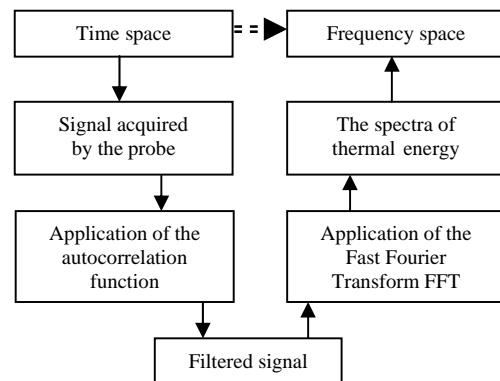 Time space
Frequency space
Signal acquired
by the probe
The spectra of
thermal energy
Application of the
autocorrelation
function
Application of the
Fast Fourier
Transform FFT
Filtered signal